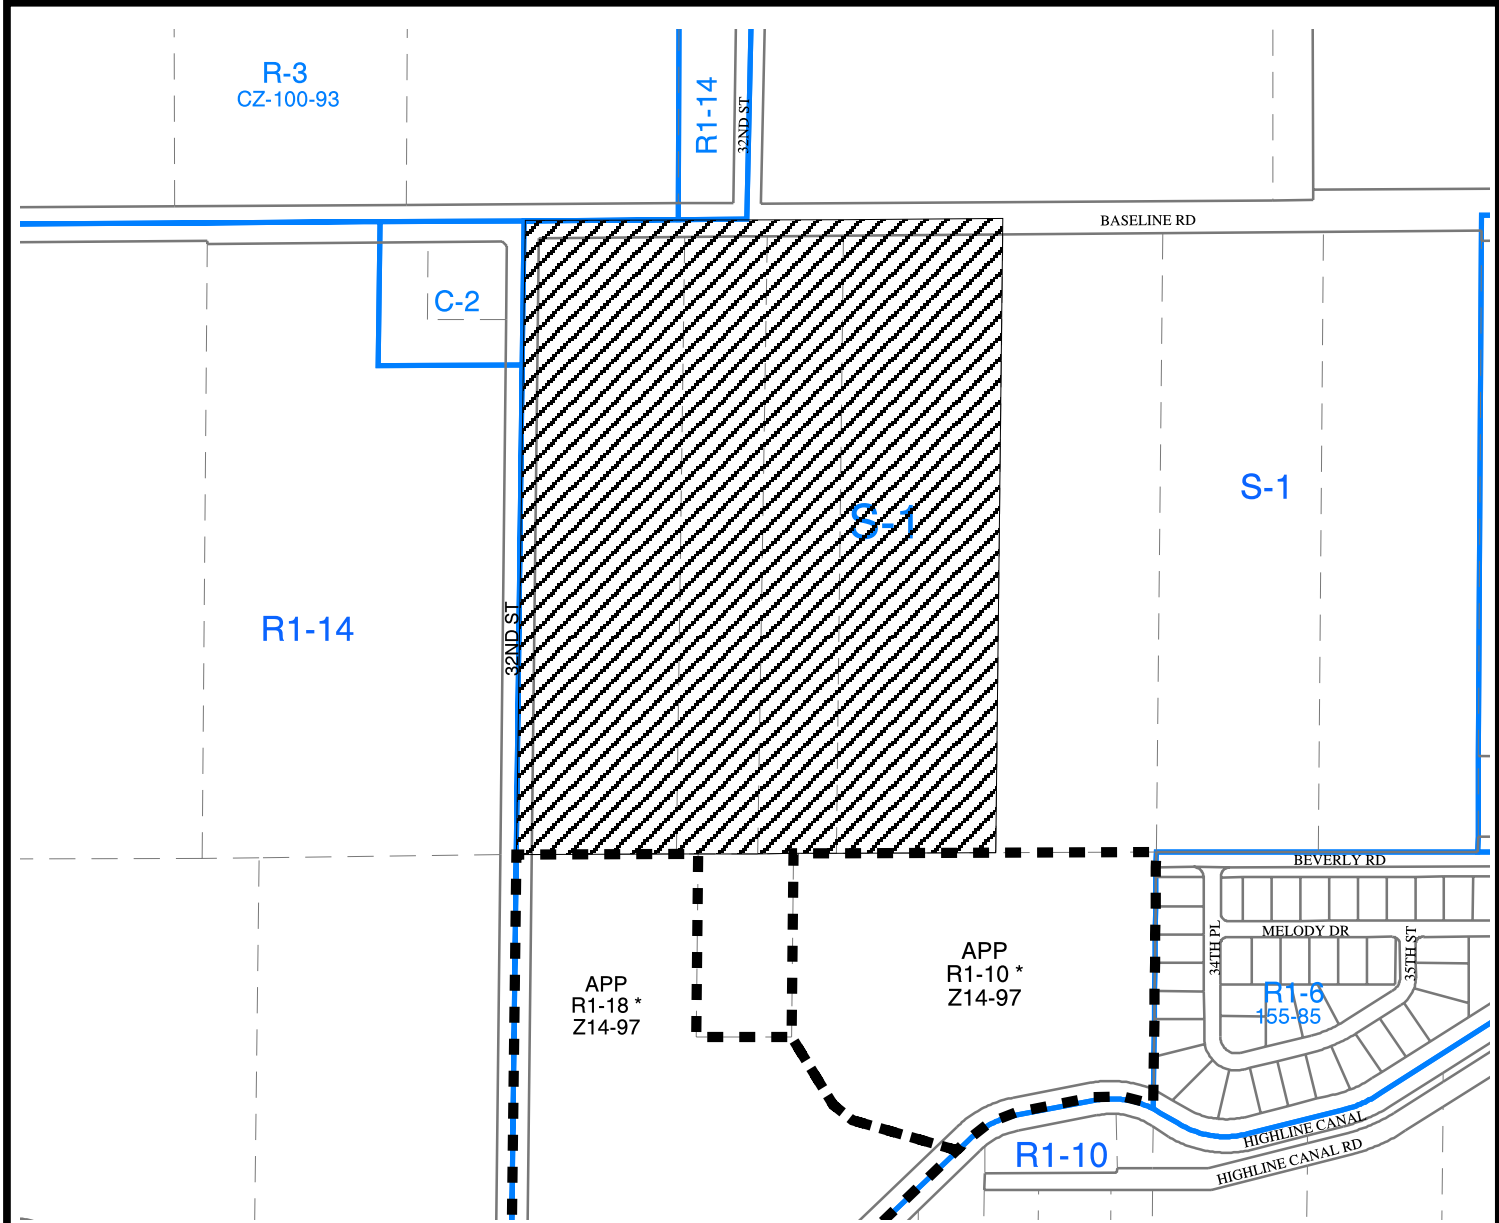 R-3
CZ-100-93
R1-14
32ND ST
BASELINE RD
C-2
S-1
S-1
R1-14
32ND ST
BEVERLY RD
MELODY DR
34TH PL
35TH ST
R1-6
155-85
APP
R1-10 *
Z14-97
APP
R1-18 *
Z14-97
HIGHLINE CANAL
R1-10
HIGHLINE CANAL RD